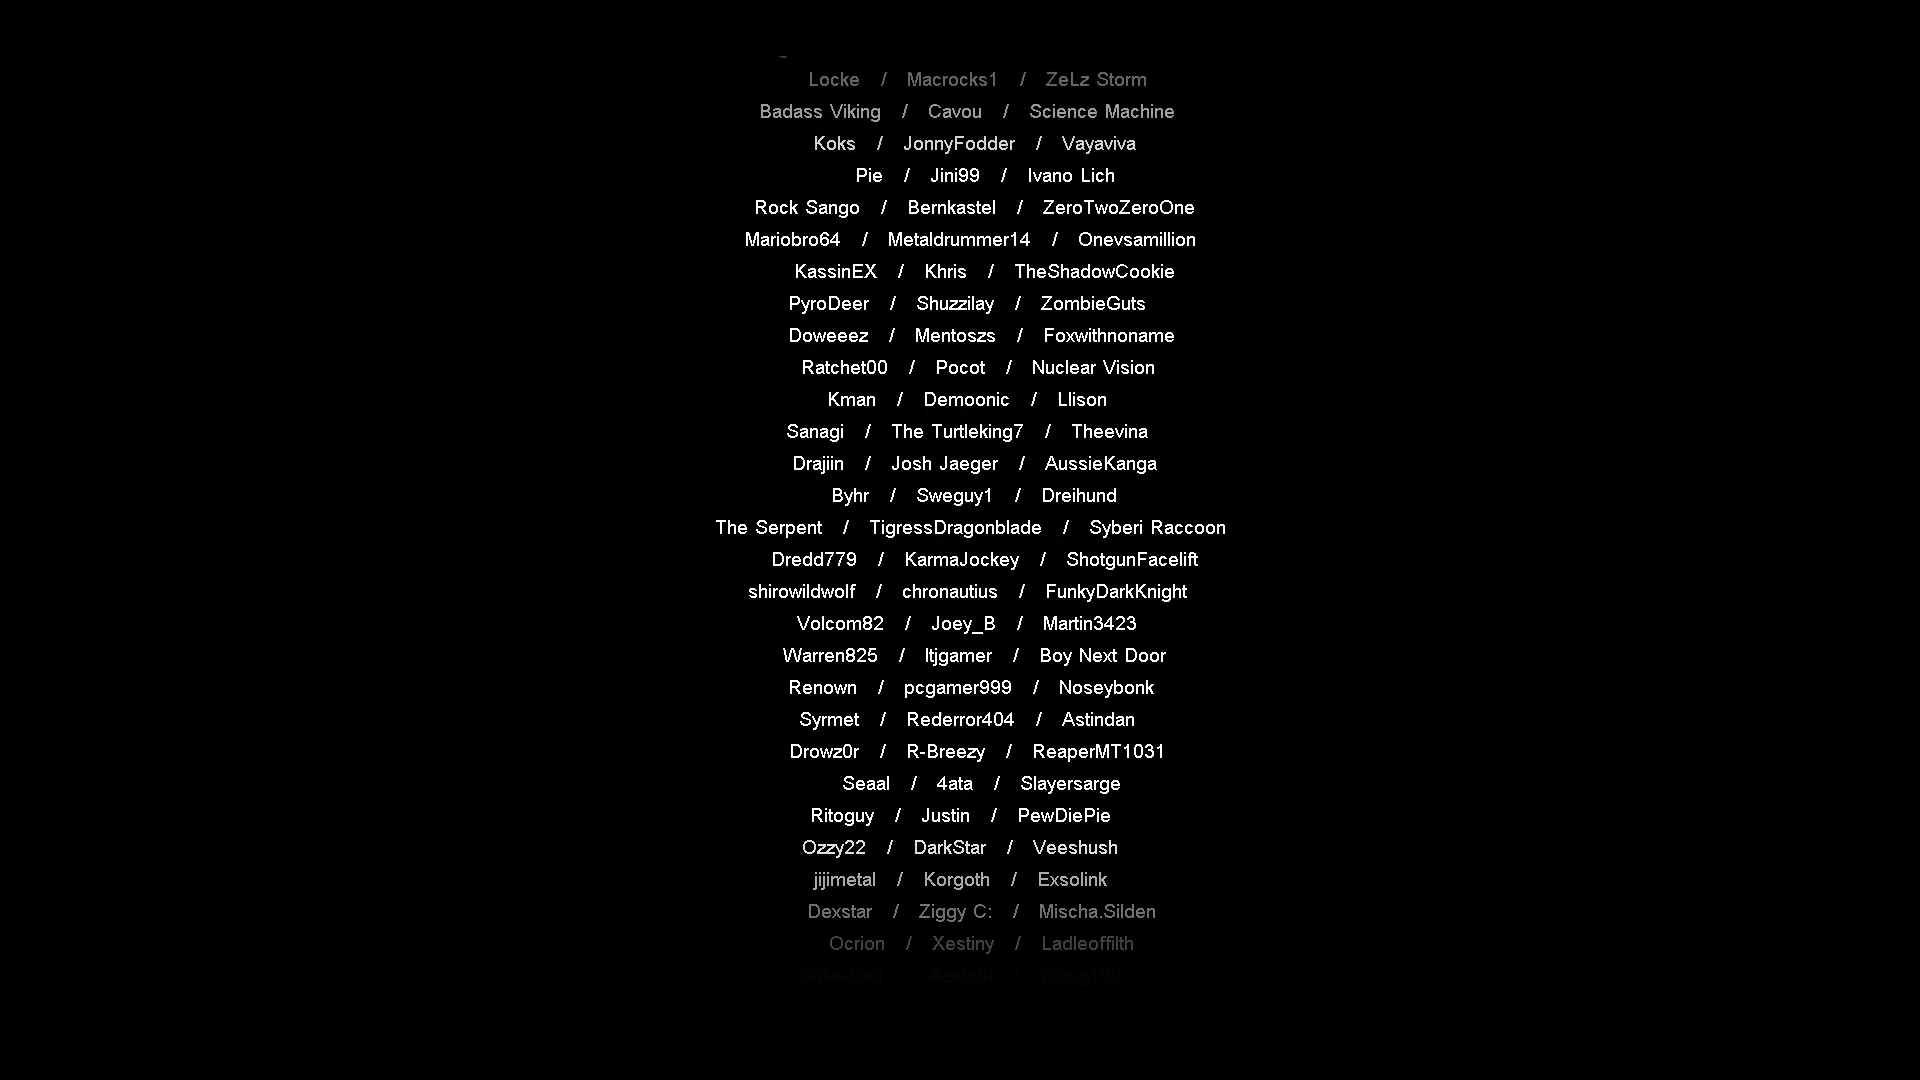 Locke / Macrocks1 / ZeLz Storm
Badass Viking / Cavou / Science Machine
Koks / JonnyFodder / Vayaviva
Pie / Jini99 / Ivano Lich
Rock Sango / Bernkastel / ZeroTwoZeroOne
Mariobro64 / Metaldrummer14 / Onevsamillion
KassinEX / Khris / TheShadowCookie
PyroDeer / Shuzzilay / ZombieGuts
Doweeez / Mentoszs / Foxwithnoname
Ratchet00 / Pocot / Nuclear Vision
Kman / Demoonic / Llison
Sanagi / The Turtleking7 / Theevina
Drajiin / Josh Jaeger / AussieKanga
Byhr / Sweguy1 / Dreihund
The Serpent / TigressDragonblade / Syberi Raccoon
Dredd779 / KarmaJockey / ShotgunFacelift
shirowildwolf / chronautius / FunkyDarkKnight
Volcom82 / Joey_B / Martin3423
Warren825 / ltjgamer / Boy Next Door
Renown / pcgamer999 / Noseybonk
Syrmet / Rederror404 / Astindan
Drowz0r / R-Breezy / ReaperMT1031
Seaal / 4ata / Slayersarge
Ritoguy / Justin / PewDiePie
Ozzy22 / DarkStar / Veeshush
jijimetal / Korgoth / Exsolink
Dexstar / Ziggy C: / Mischa.Silden
Ocrion / Xestiny / Ladleoffilth